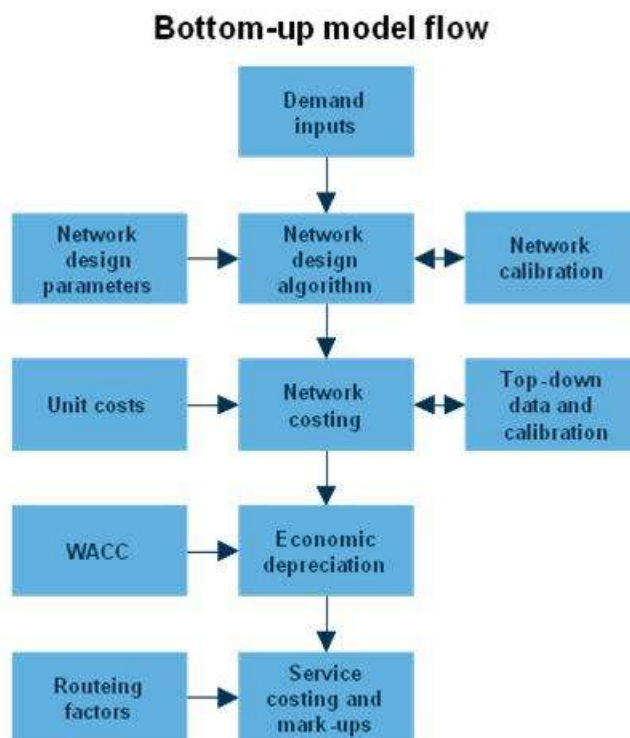 Bottom-up model flow
Demand
inputs
Network
design
parameters
Network
design
algorithm
Network
calibration
Unit costs
Network
costing
Top-down
data and
calibration
WACC
Economic
depreciation
Routeing
factors
Service
costing and
mark-ups